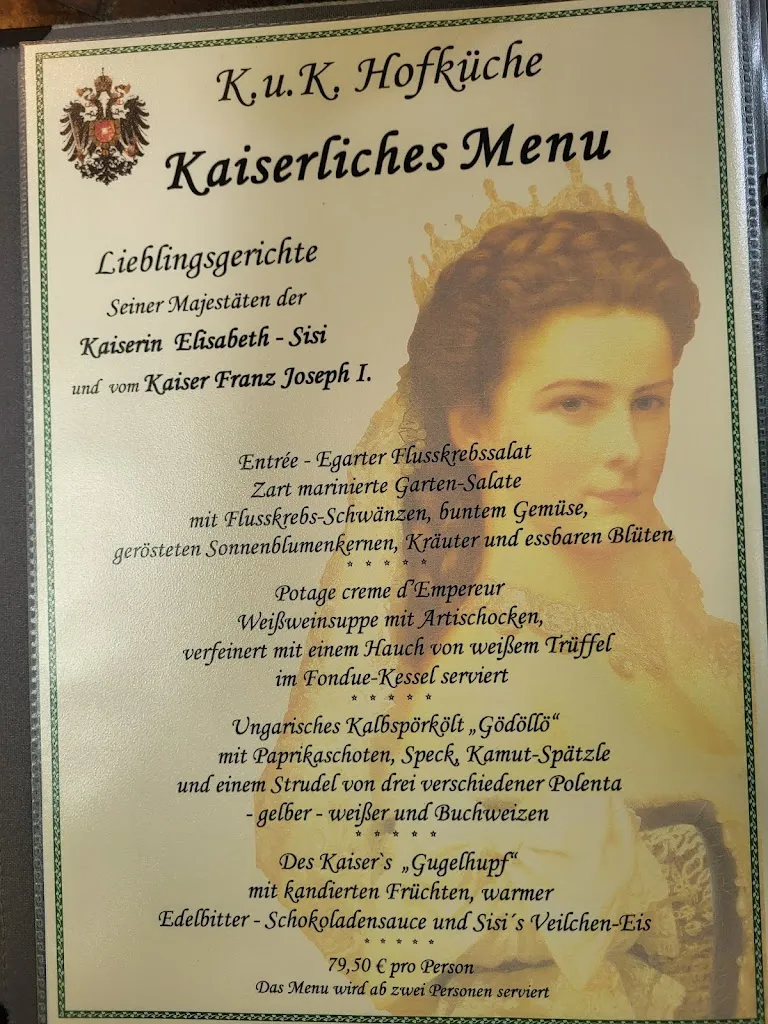 K.u.K. Hofküche
Kaiserliches Menu
Lieblingsgerichte
Seiner Majestäten der
Kaiserin Elisabeth - Sisi
und vom Kaiser Franz Joseph I.
Entrée - Egarter Flusskrebssalat
Zart marinierte Garten-Salate
mit Flusskrebs-Schwänzen, buntem Gemüse,
gerösteten Sonnenblumenkernen, Kräuter und essbaren Blüten
* * * * *
Potage creme d'Empereur
Weißweinsuppe mit Artischocken,
verfeinert mit einem Hauch von weißem Trüffel
im Fondue-Kessel serviert
* * * * *
Ungarisches Kalbspörkölt „Gödöllö“
mit Paprikaschoten, Speck, Kamut-Spätzle
und einem Strudel von drei verschiedener Polenta
- gelber - weißer und Buchweizen
* * * * *
Des Kaiser`s „Gugelhupf“
mit kandierten Früchten, warmer
Edelbitter - Schokoladensauce und Sisi´s Veilchen-Eis
* * * * *
79,50 € pro Person
Das Menu wird ab zwei Personen serviert